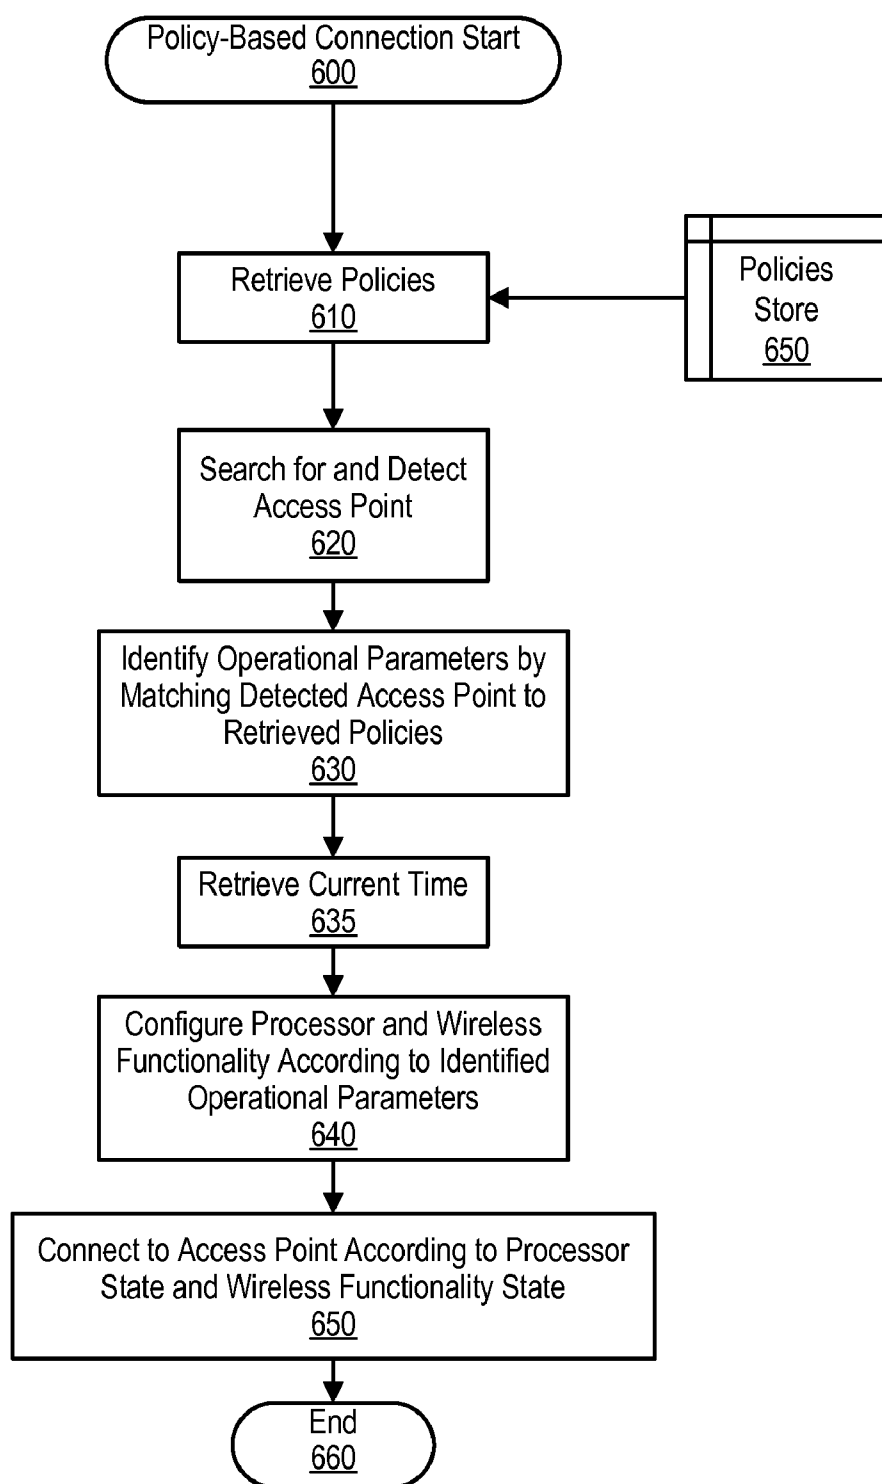 Policy-Based Connection Start
600
Retrieve Policies
610
Policies
Store
650
Search for and Detect
Access Point
620
Identify Operational Parameters by
Matching Detected Access Point to
Retrieved Policies
630
Retrieve Current Time
635
Configure Processor and Wireless
Functionality According to Identified
Operational Parameters
640
Connect to Access Point According to Processor
State and Wireless Functionality State
650
End
660